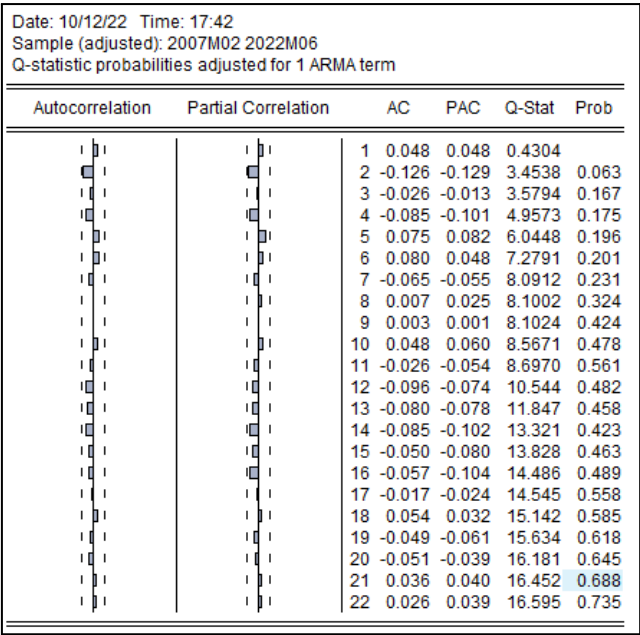 Date: 10/12/22 Time: 17:42
Sample (adjusted): 2007M02 2022M06
Q-statistic probabilities adjusted for 1 ARMA term
Autocorrelation Partial Correlation AC PAC Q-Stat Prob
1 0.048 0.048 0.4304
2 -0.126 -0.129 3.4538 0.063
3 -0.026 -0.013 3.5794 0.167
4 -0.085 -0.101 4.9573 0.175
5 0.075 0.082 6.0448 0.196
6 0.080 0.048 7.2791 0.201
7 -0.065 -0.055 8.0912 0.231
8 0.007 0.025 8.1002 0.324
9 0.003 0.001 8.1024 0.424
10 0.048 0.060 8.5671 0.478
11 -0.026 -0.054 8.6970 0.561
12 -0.096 -0.074 10.544 0.482
13 -0.080 -0.078 11.847 0.458
14 -0.085 -0.102 13.321 0.423
15 -0.050 -0.080 13.828 0.463
16 -0.057 -0.104 14.486 0.489
17 -0.017 -0.024 14.545 0.558
18 0.054 0.032 15.142 0.585
19 -0.049 -0.061 15.634 0.618
20 -0.051 -0.039 16.181 0.645
21 0.036 0.040 16.452 0.688
22 0.026 0.039 16.595 0.735